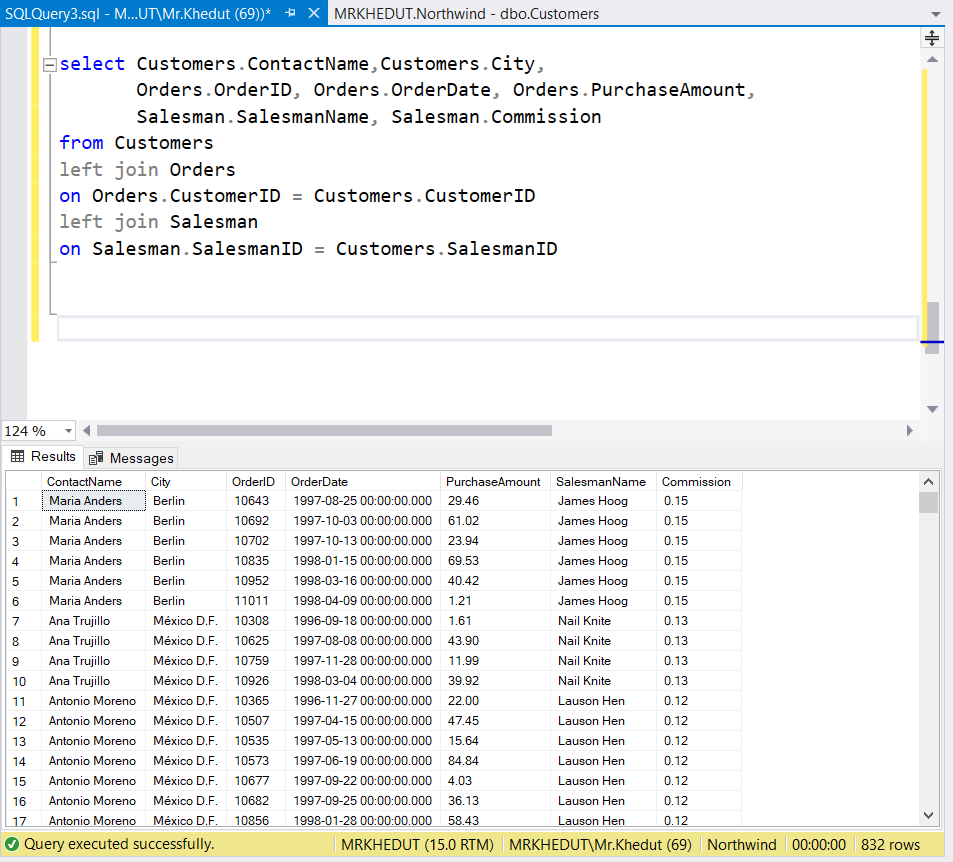 SQLQuery3.sql - M...UT\Mr.Khedut (69))* MRKHEDUT.Northwind - dbo.Customers
select Customers.ContactName,Customers.City,
Orders.OrderID, Orders.OrderDate, Orders.PurchaseAmount,
Salesman.SalesmanName, Salesman.Commission
from Customers
left join Orders
on Orders.CustomerID = Customers.CustomerID
left join Salesman
on Salesman.SalesmanID = Customers.SalesmanID
124 %
Results Messages
ContactName City OrderID OrderDate PurchaseAmount SalesmanName Commission
1 Maria Anders Berlin 10643 1997-08-25 00:00:00.000 29.46 James Hoog 0.15
2 Maria Anders Berlin 10692 1997-10-03 00:00:00.000 61.02 James Hoog 0.15
3 Maria Anders Berlin 10702 1997-10-13 00:00:00.000 23.94 James Hoog 0.15
4 Maria Anders Berlin 10835 1998-01-15 00:00:00.000 69.53 James Hoog 0.15
5 Maria Anders Berlin 10952 1998-03-16 00:00:00.000 40.42 James Hoog 0.15
6 Maria Anders Berlin 11011 1998-04-09 00:00:00.000 1.21 James Hoog 0.15
7 Ana Trujillo México D.F. 10308 1996-09-18 00:00:00.000 1.61 Nail Knite 0.13
8 Ana Trujillo México D.F. 10625 1997-08-08 00:00:00.000 43.90 Nail Knite 0.13
9 Ana Trujillo México D.F. 10759 1997-11-28 00:00:00.000 11.99 Nail Knite 0.13
10 Ana Trujillo México D.F. 10926 1998-03-04 00:00:00.000 39.92 Nail Knite 0.13
11 Antonio Moreno México D.F. 10365 1996-11-27 00:00:00.000 22.00 Lauson Hen 0.12
12 Antonio Moreno México D.F. 10507 1997-04-15 00:00:00.000 47.45 Lauson Hen 0.12
13 Antonio Moreno México D.F. 10535 1997-05-13 00:00:00.000 15.64 Lauson Hen 0.12
14 Antonio Moreno México D.F. 10573 1997-06-19 00:00:00.000 84.84 Lauson Hen 0.12
15 Antonio Moreno México D.F. 10677 1997-09-22 00:00:00.000 4.03 Lauson Hen 0.12
16 Antonio Moreno México D.F. 10682 1997-09-25 00:00:00.000 36.13 Lauson Hen 0.12
17 Antonio Moreno México D.F. 10856 1998-01-28 00:00:00.000 58.43 Lauson Hen 0.12
Query executed successfully. MRKHEDUT (15.0 RTM) MRKHEDUT\Mr.Khedut (69) Northwind 00:00:00 832 rows